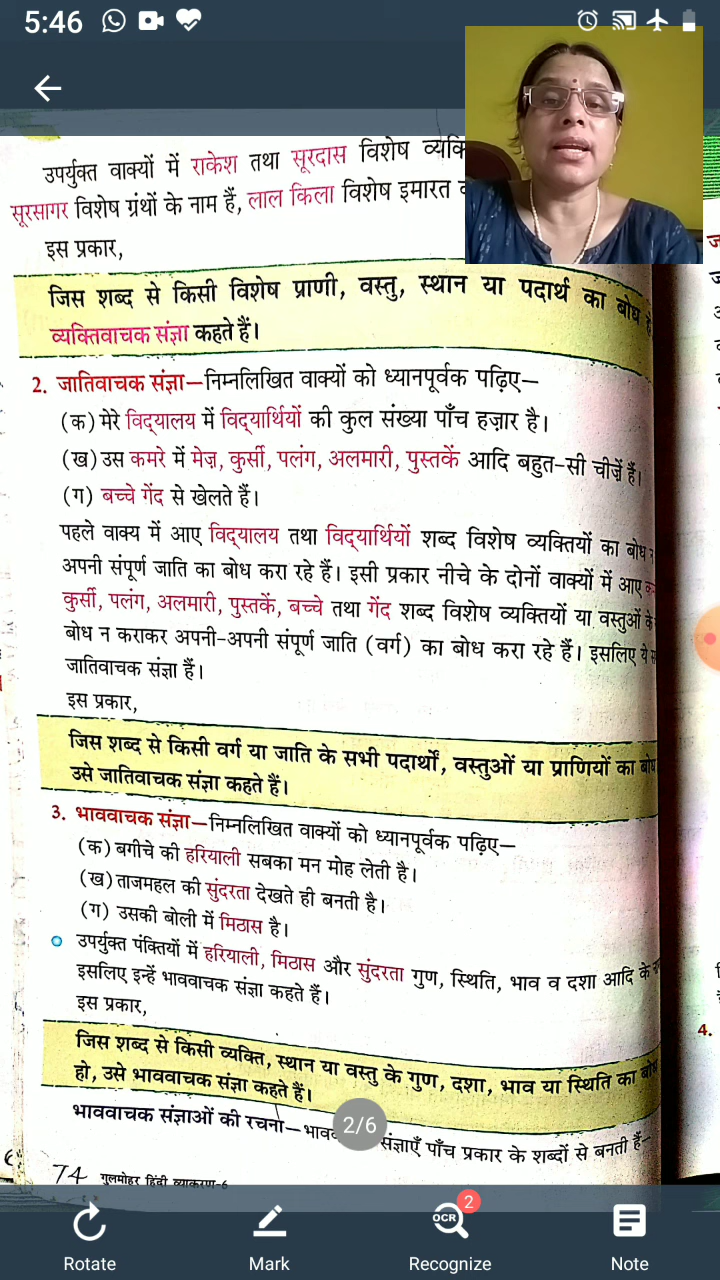 5:46
उपर्युक्त वाक्यों में राकेश तथा सूरदास विशेष
सूरसागर विशेष ग्रंथों के नाम हैं, लाल किला विशेष इमारत
इस प्रकार,
जिस शब्द से किसी विशेष प्राणी, वस्तु, स्थान या पदार्थ का बोध
व्यक्तिवाचक संज्ञा कहते हैं।
2. जातिवाचक संज्ञा—निम्नलिखित वाक्यों को ध्यानपूर्वक पढ़िए—
(क) मेरे विद्यालय में विद्यार्थियों की कुल संख्या पाँच हज़ार है।
(ख) उस कमरे में मेज़, कुर्सी, पलंग, अलमारी, पुस्तकें आदि बहुत-सी चीज़ें हैं।
(ग) बच्चे गेंद से खेलते हैं।
पहले वाक्य में आए विद्यालय तथा विद्यार्थियों शब्द विशेष व्यक्तियों का बोध
अपनी संपूर्ण जाति का बोध करा रहे हैं। इसी प्रकार नीचे के दोनों वाक्यों में आए
कुर्सी, पलंग, अलमारी, पुस्तकें, बच्चे तथा गेंद शब्द विशेष व्यक्तियों या वस्तुओं के
बोध न कराकर अपनी-अपनी संपूर्ण जाति (वर्ग) का बोध करा रहे हैं। इसलिए ये
जातिवाचक संज्ञा हैं।
इस प्रकार,
जिस शब्द से किसी वर्ग या जाति के सभी पदार्थों, वस्तुओं या प्राणियों का बोध
उसे जातिवाचक संज्ञा कहते हैं।
3. भाववाचक संज्ञा—निम्नलिखित वाक्यों को ध्यानपूर्वक पढ़िए—
(क) बगीचे की हरियाली सबका मन मोह लेती है।
(ख) ताजमहल की सुंदरता देखते ही बनती है।
(ग) उसकी बोली में मिठास है।
उपर्युक्त पंक्तियों में हरियाली, मिठास और सुंदरता गुण, स्थिति, भाव व दशा आदि के
इसलिए इन्हें भाववाचक संज्ञा कहते हैं।
इस प्रकार,
जिस शब्द से किसी व्यक्ति, स्थान या वस्तु के गुण, दशा, भाव या स्थिति का बोध
हो, उसे भाववाचक संज्ञा कहते हैं।
भाववाचक संज्ञाओं की रचना— संज्ञाएँ पाँच प्रकार के शब्दों से बनती हैं—
2/6
4.
74 गुलमोहर हिंदी व्याकरण-6
OCR 2
Rotate Mark Recognize Note